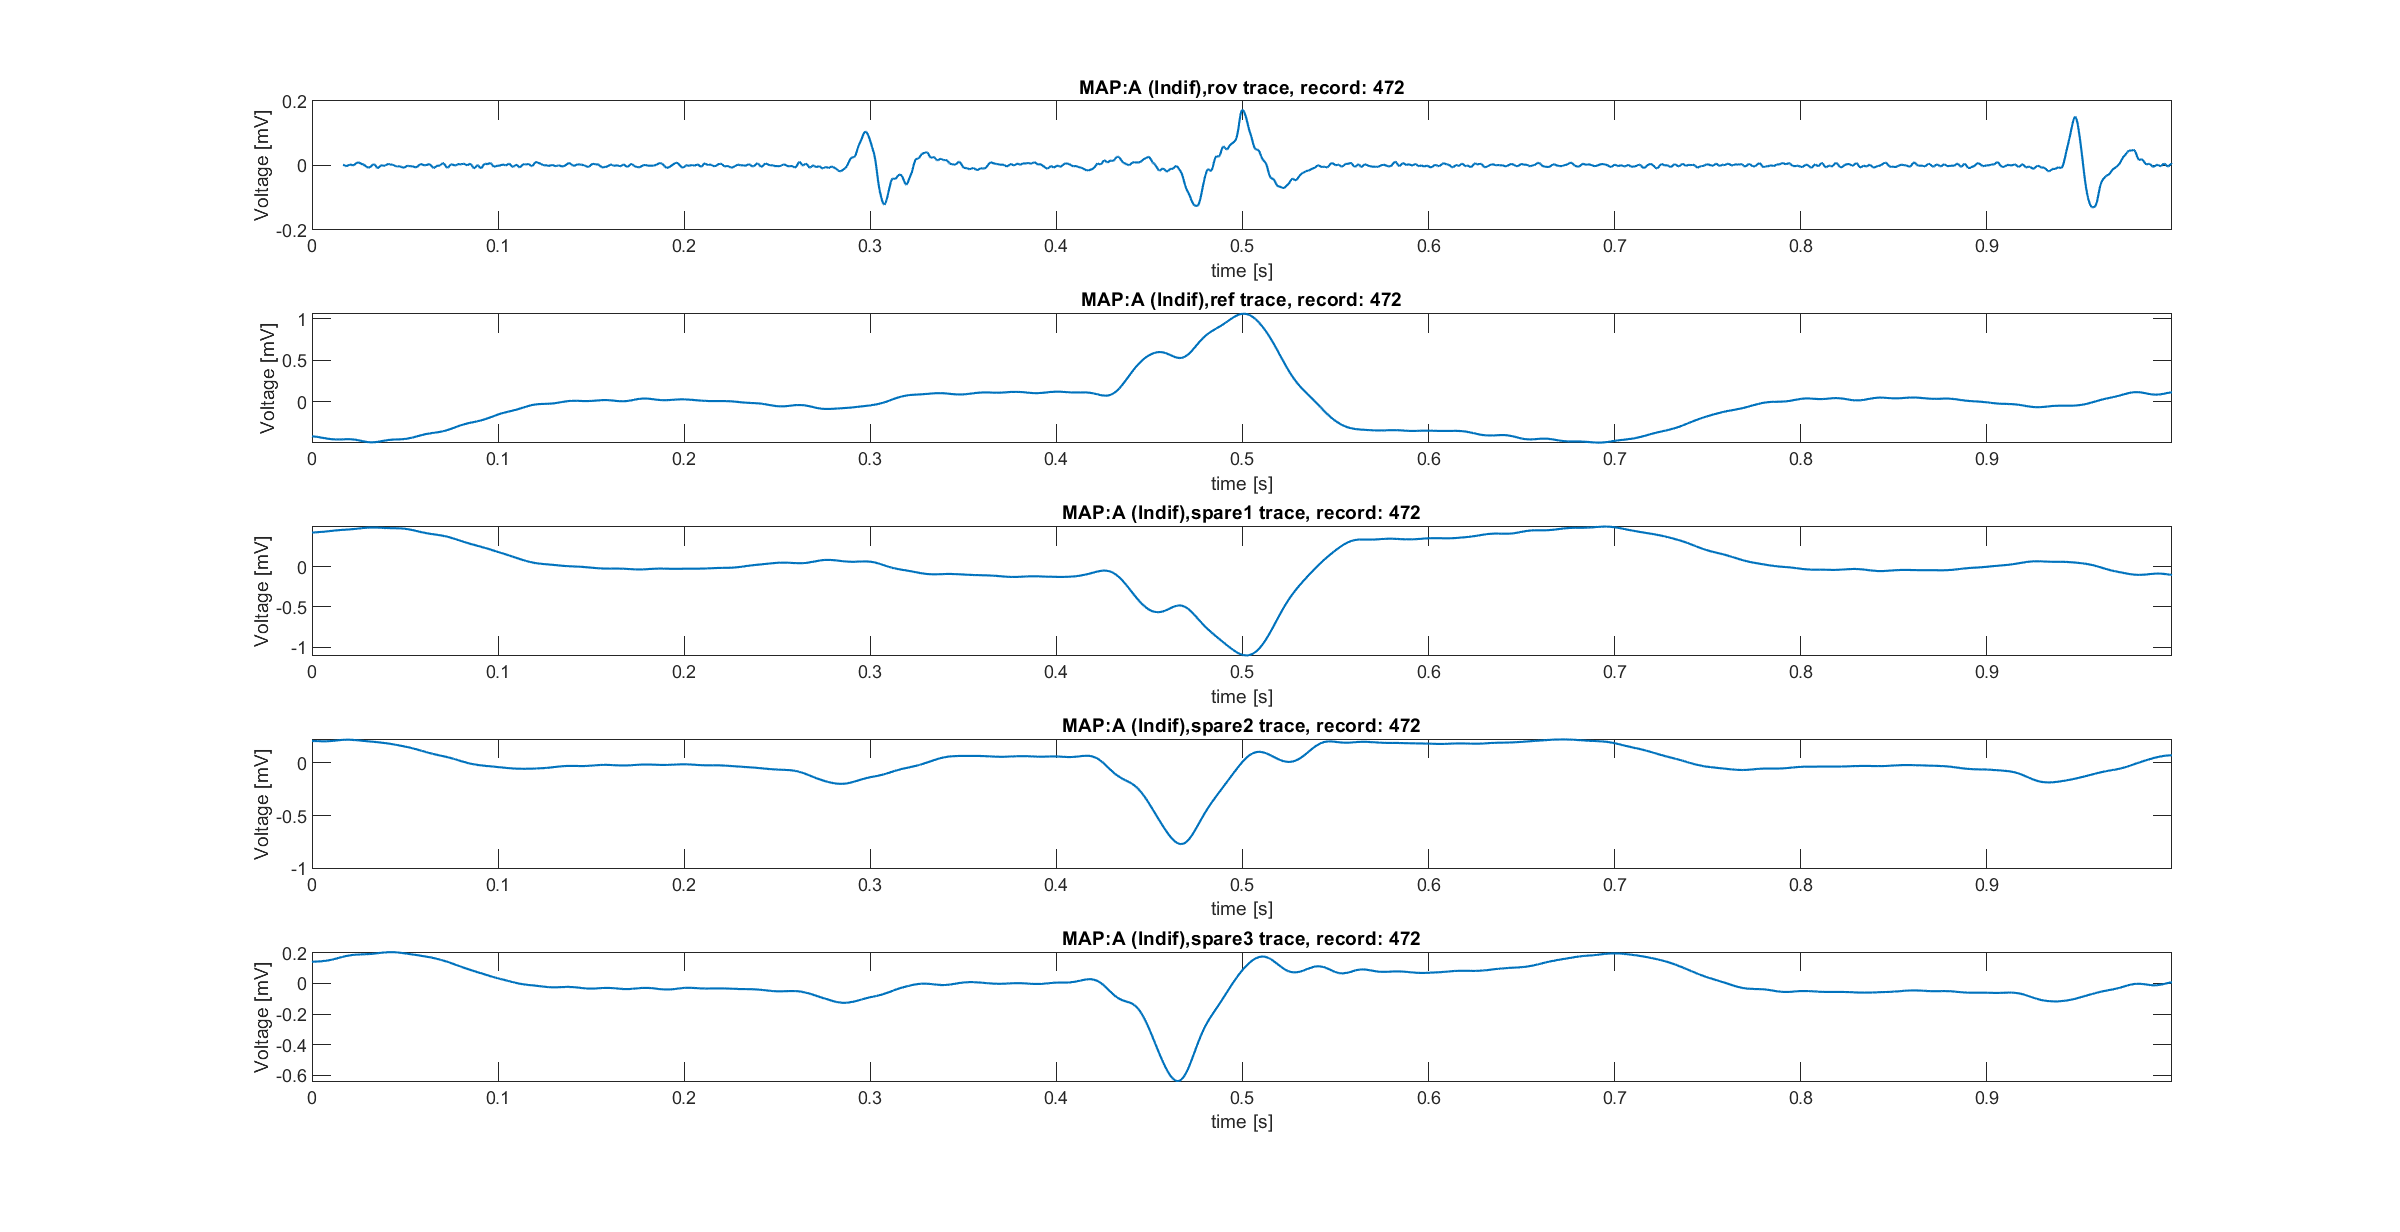 MAP:A (Indif),rov trace, record: 472
Voltage [mV]
0.2
0
-0.2
0 0.1 0.2 0.3 0.4 0.5 0.6 0.7 0.8 0.9
time [s]
MAP:A (Indif),ref trace, record: 472
Voltage [mV]
1
0.5
0
0 0.1 0.2 0.3 0.4 0.5 0.6 0.7 0.8 0.9
time [s]
MAP:A (Indif),spare1 trace, record: 472
Voltage [mV]
0
-0.5
-1
0 0.1 0.2 0.3 0.4 0.5 0.6 0.7 0.8 0.9
time [s]
MAP:A (Indif),spare2 trace, record: 472
Voltage [mV]
0
-0.5
-1
0 0.1 0.2 0.3 0.4 0.5 0.6 0.7 0.8 0.9
time [s]
MAP:A (Indif),spare3 trace, record: 472
Voltage [mV]
0.2
0
-0.2
-0.4
-0.6
0 0.1 0.2 0.3 0.4 0.5 0.6 0.7 0.8 0.9
time [s]